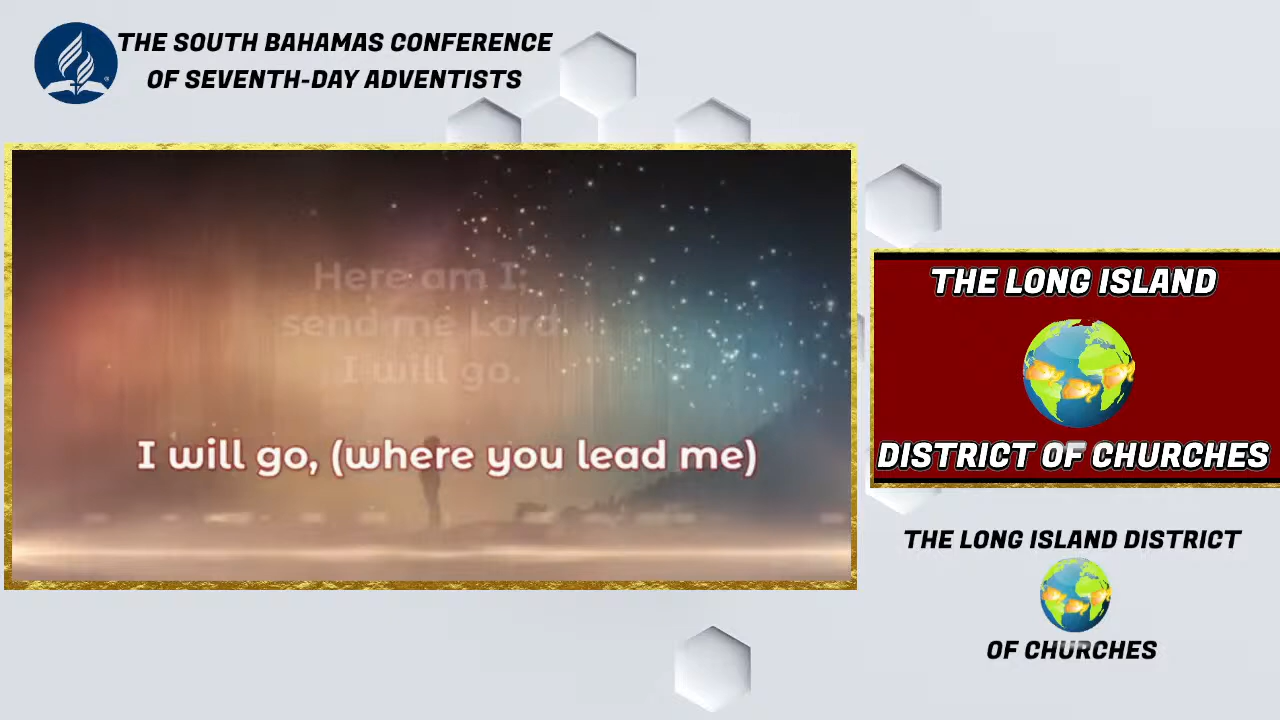 THE SOUTH BAHAMAS CONFERENCE
OF SEVENTH-DAY ADVENTISTS
Here am I;
send me Lord
I will go.
I will go, (where you lead me)
THE LONG ISLAND
DISTRICT OF CHURCHES
THE LONG ISLAND DISTRICT
OF CHURCHES